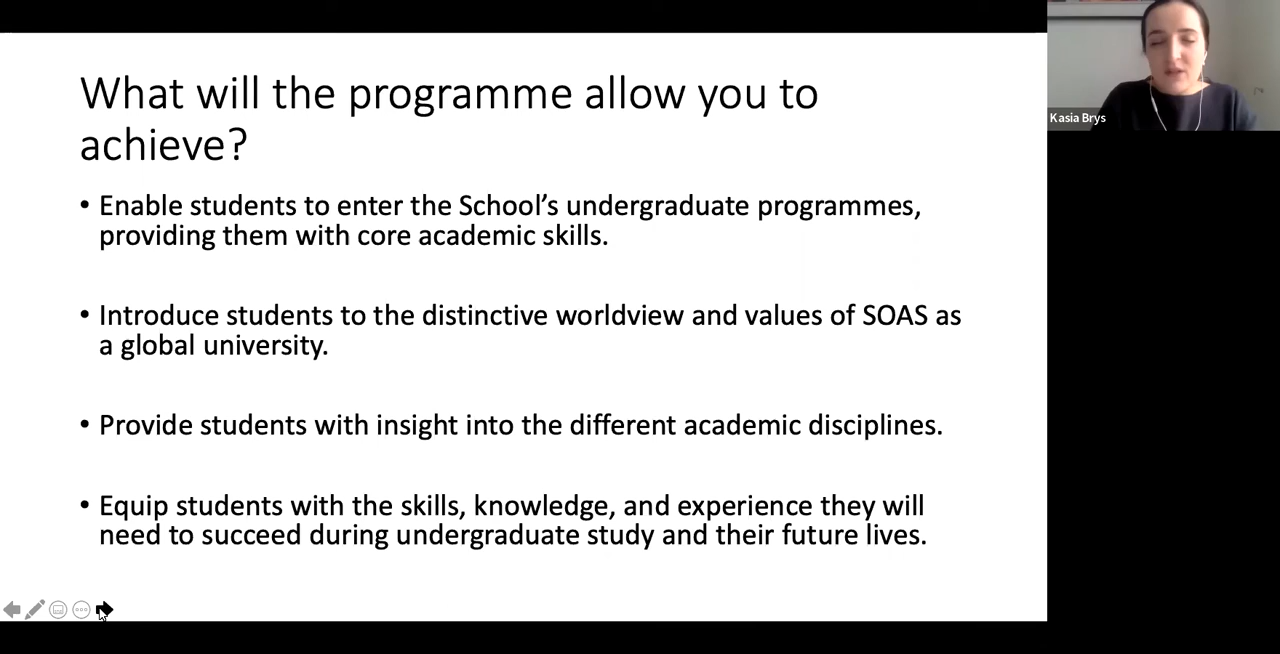 What will the programme allow you to
achieve?
• Enable students to enter the School’s undergraduate programmes,
providing them with core academic skills.
• Introduce students to the distinctive worldview and values of SOAS as
a global university.
• Provide students with insight into the different academic disciplines.
• Equip students with the skills, knowledge, and experience they will
need to succeed during undergraduate study and their future lives.
Kasia Brys